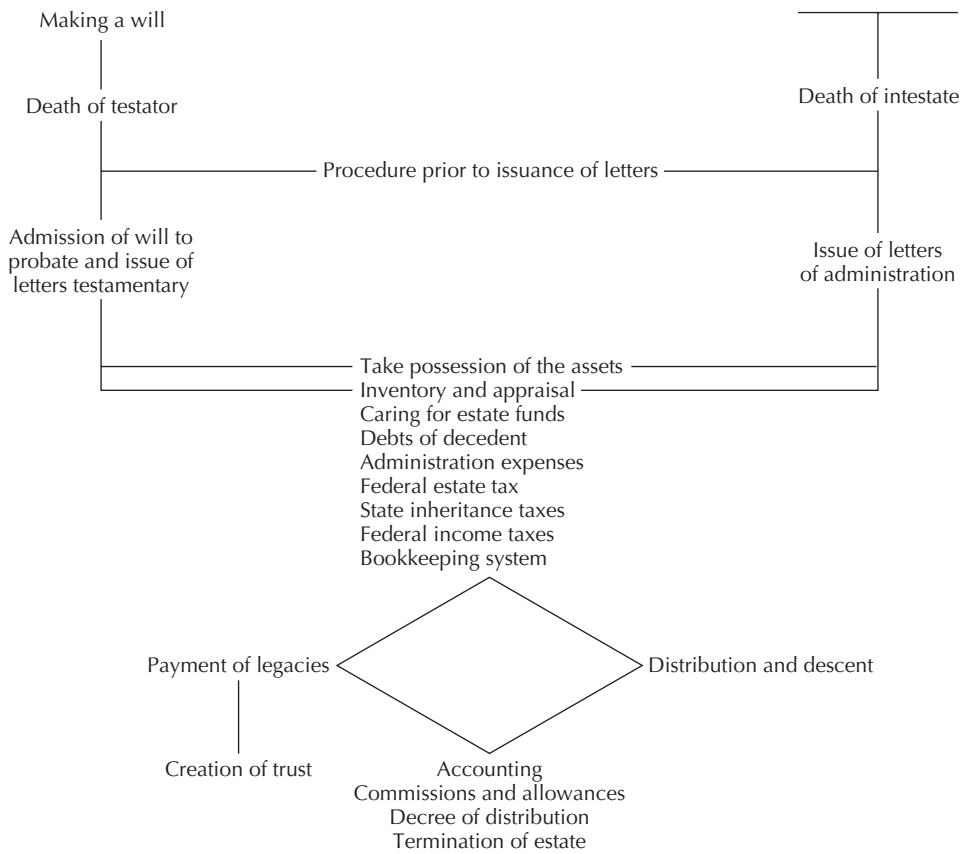 Making a will
Death of testator
Death of intestate
Procedure prior to issuance of letters
Admission of will to
probate and issue of
letters testamentary
Issue of letters
of administration
Take possession of the assets
Inventory and appraisal
Caring for estate funds
Debts of decedent
Administration expenses
Federal estate tax
State inheritance taxes
Federal income taxes
Bookkeeping system
Payment of legacies
Distribution and descent
Creation of trust
Accounting
Commissions and allowances
Decree of distribution
Termination of estate